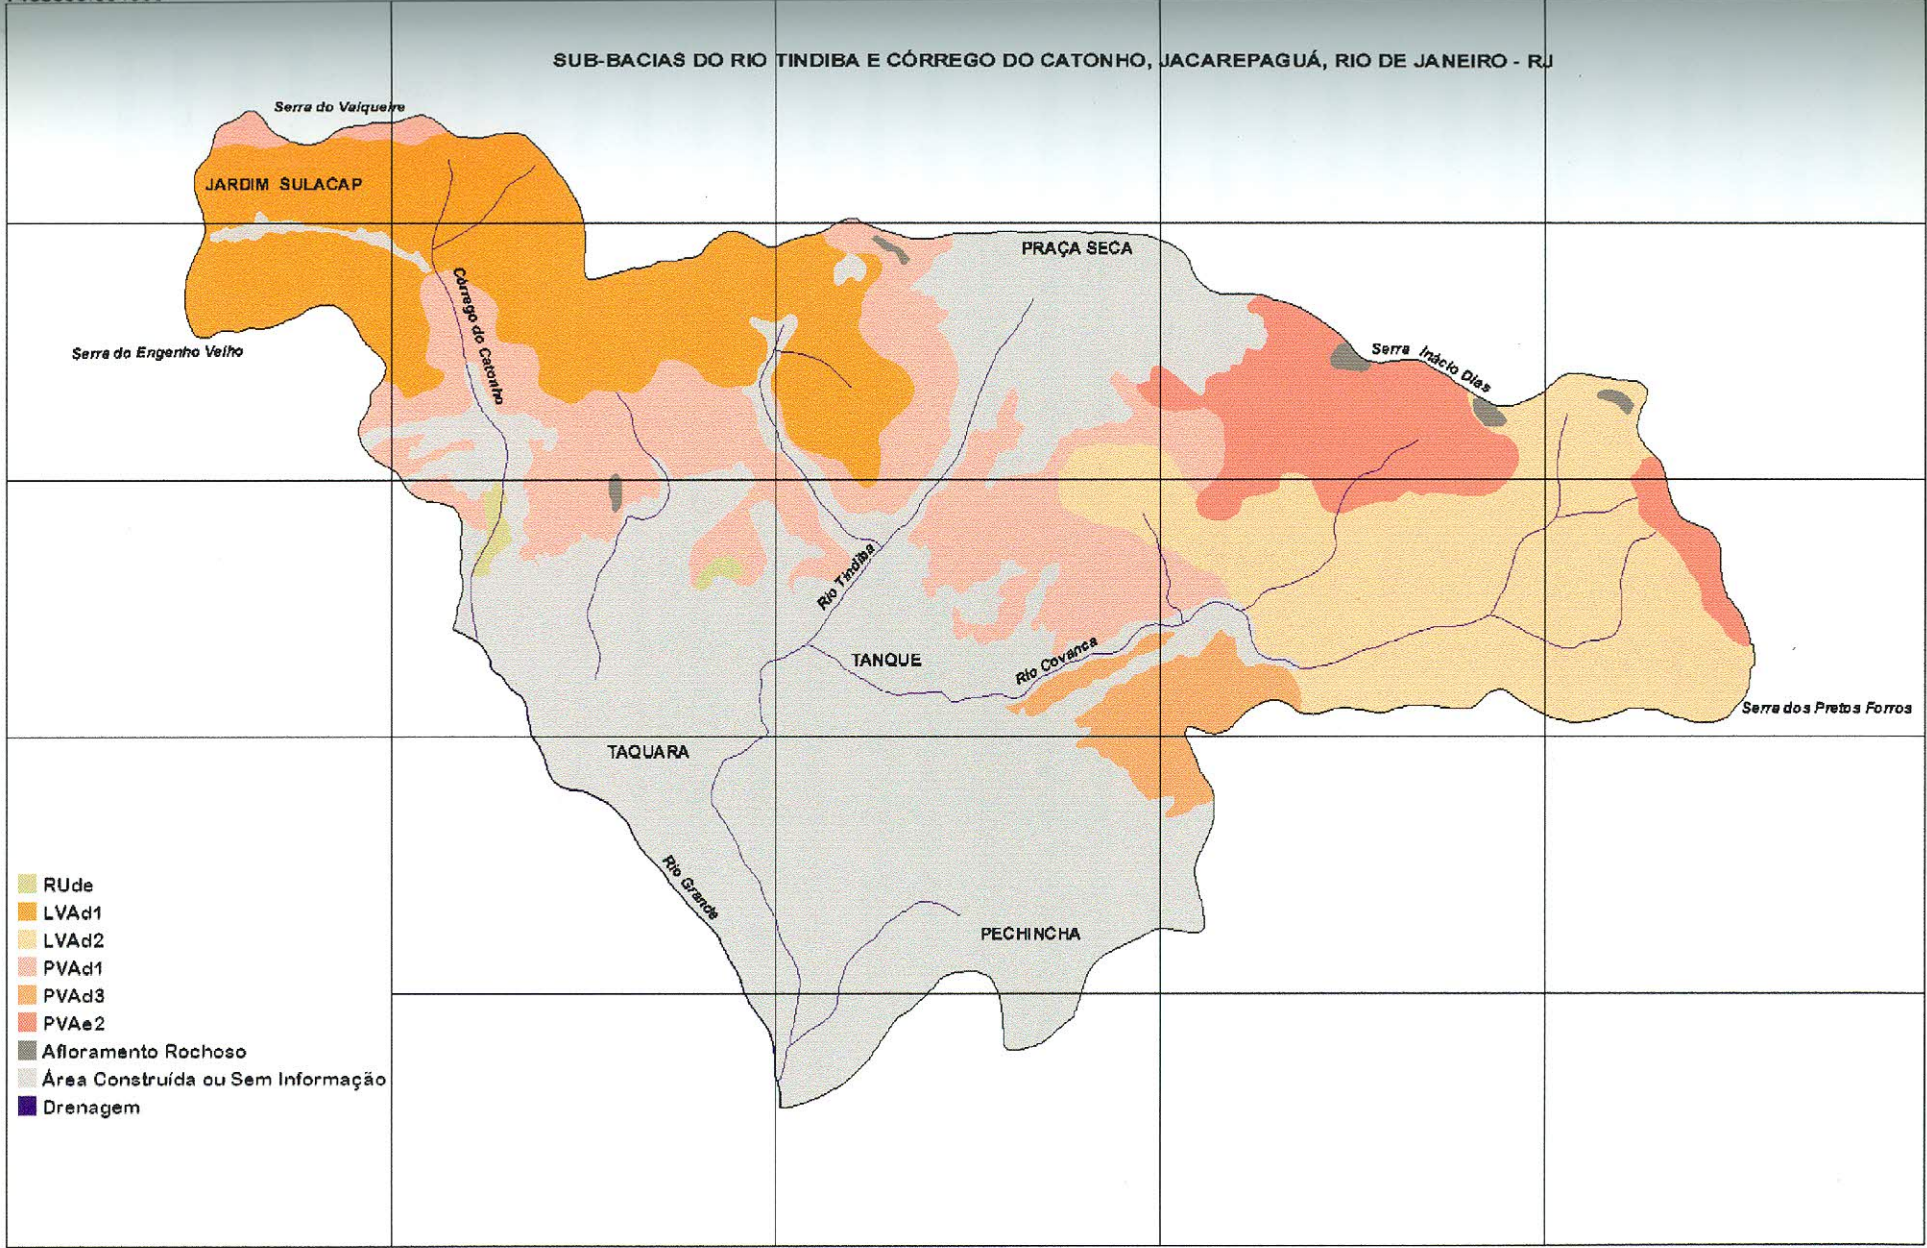 SUB-BACIAS DO RIO TINDIBA E CÓRREGO DO CATONHO, JACAREPAGUÁ, RIO DE JANEIRO - RJ
Serra do Valqueire
JARDIM SULACAP
PRAÇA SECA
Córrego do Catonho
Serra do Engenho Velho
Serra Inácio Dias
Rio Tindiba
TANQUE
Rio Covanca
Serra dos Pretos Forros
TAQUARA
Rio Grande
PECHINCHA
RUde
LVAd1
LVAd2
PVAd1
PVAd3
PVAe2
Afloramento Rochoso
Área Construída ou Sem Informação
Drenagem